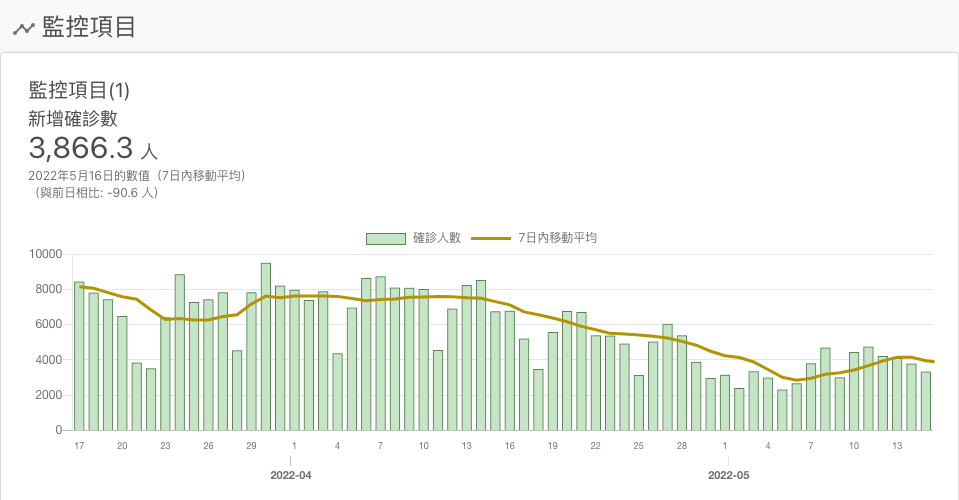 監控項目
監控項目(1)
新增確診數
3,866.3 人
2022年5月16日的數值（7日內移動平均）
（與前日相比: -90.6 人）
確診人數 7日內移動平均
10000
8000
6000
4000
2000
0
17 20 23 26 29 1 4 7 10 13 16 19 22 25 28 1 4 7 10 13
2022-04 2022-05